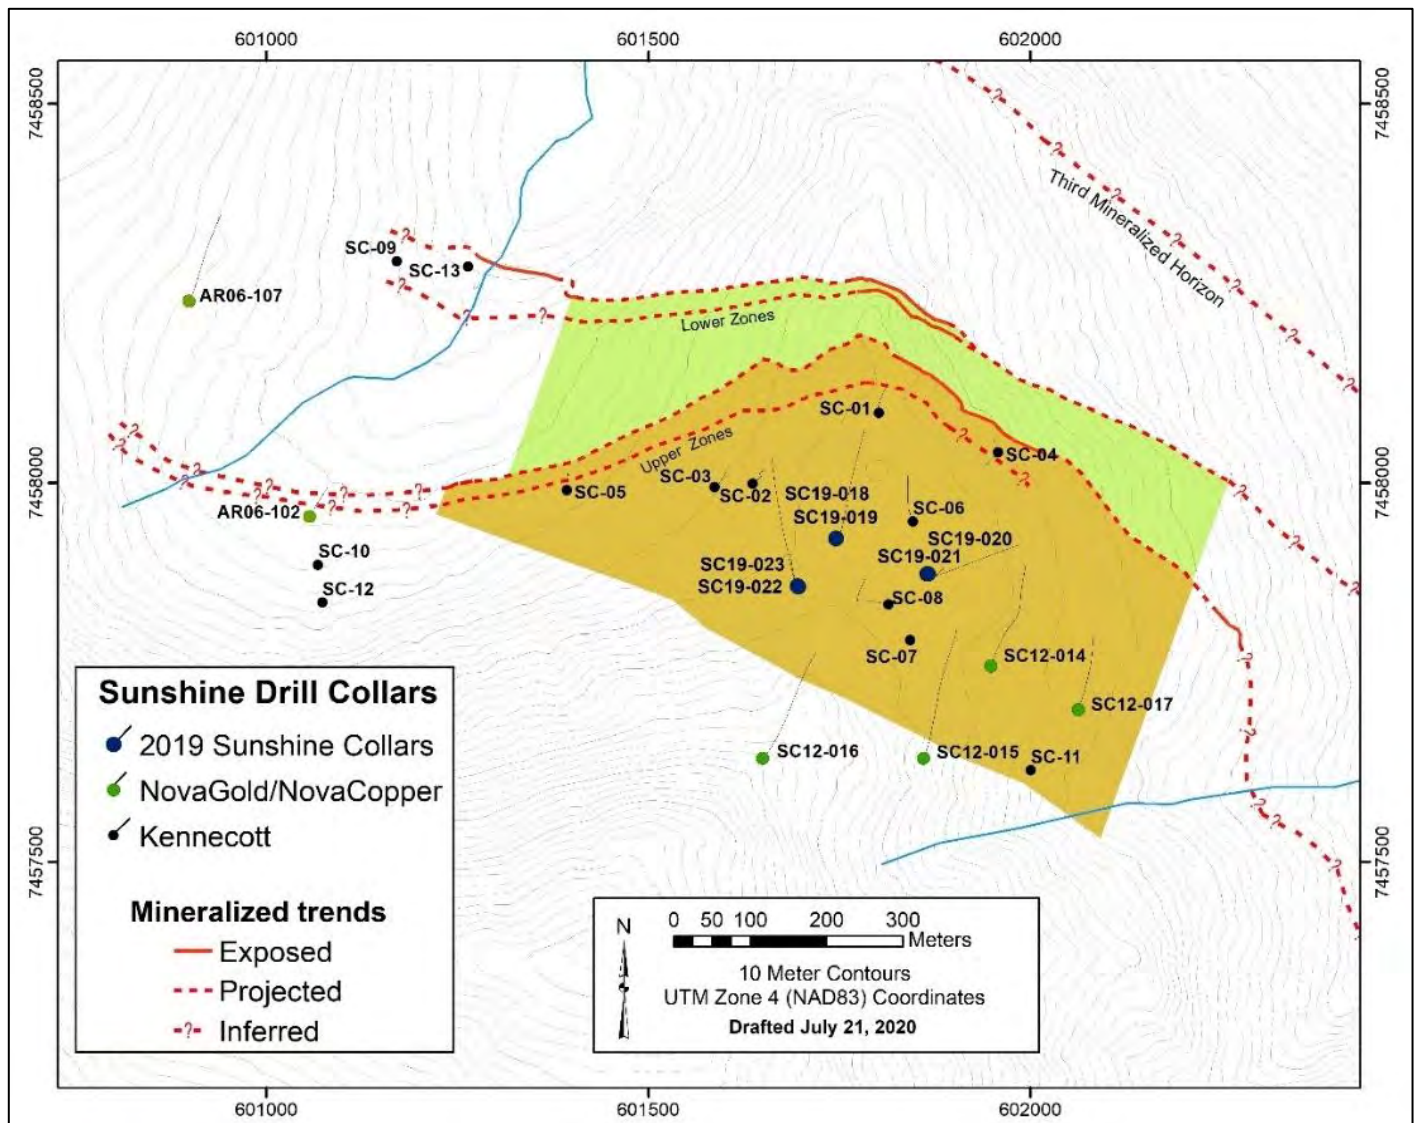 601000
601500
602000
7458500
7458500
Third Mineralized Horizon
SC-09
SC-13
AR06-107
Lower Zones
SC-01
Upper Zones
SC-04
SC-03
SC-02
SC-05
7458000
7458000
SC19-018
SC19-019
SC-06
AR06-102
SC19-020
SC19-021
SC-10
SC19-023
SC19-022
SC-12
SC-08
SC-07
SC12-014
SC12-017
SC12-016
SC12-015
SC-11
Sunshine Drill Collars
2019 Sunshine Collars
NovaGold/NovaCopper
Kennecott
Mineralized trends
Exposed
Projected
Inferred
7457500
7457500
N
0 50 100 200 300
Meters
10 Meter Contours
UTM Zone 4 (NAD83) Coordinates
Drafted July 21, 2020
601000
601500
602000